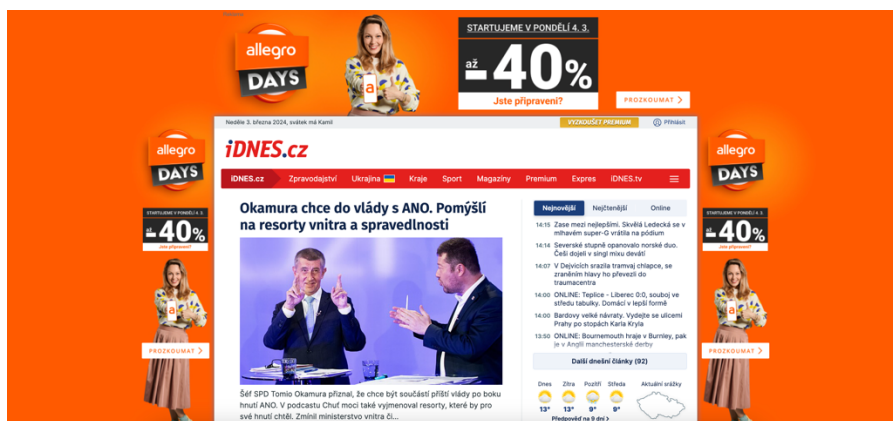 allegro
DAYS
STARTUJEME V PONDĚLÍ 4. 3.
až
-40%
Jste připraveni?
PROZKOUMAT >
a
Neděle 3. března 2024, svátek má Kamil
VYZKOUŠET PREMIUM
Přihlásit
iDNES.cz
iDNES.cz Zpravodajství Ukrajina Kraje Sport Magazíny Premium Expres iDNES.tv
Okamura chce do vlády s ANO. Pomýšlí
na resorty vnitra a spravedlnosti
Šéf SPD Tomio Okamura přiznal, že chce být součástí příští vlády po boku
hnutí ANO. V podcastu Chuť moci také vyjmenoval resorty, které by pro
své hnutí chtěl. Zmínil ministerstvo vnitra či...
Nejnovější Nejčtenější Online
14:15 Zase mezi nejlepšími. Skvělá Ledecká se v
mihavém super-G vrátila na pódium
14:14 Severské stupně opanovalo norské duo.
Češi dojeli v singl mixu devátí
14:07 V Dejvicích srazila tramvaj chlapce, se
zraněním hlavy ho převezli do
traumacentra
14:00 ONLINE: Teplice - Liberec 0:0, souboj ve
středu tabulky. Domácí v lepší formě
14:00 Bardovy velké návraty. Vydejte se ulicemi
Prahy po stopách Karla Kryla
13:50 ONLINE: Bournemouth hraje v Burnley, pak
je v Anglii manchesterské derby
Další dnešní články (92)
Dnes Zítra Pozítří Středa Aktuální srážky
13° 13° 9° 9°
Předpověď na 9 dní >
allegro
DAYS
STARTUJEME V PONDĚLÍ 4. 3.
až
-40%
Jste připraveni?
a
PROZKOUMAT >
allegro
DAYS
STARTUJEME V PONDĚLÍ 4. 3.
až
-40%
Jste připraveni?
a
PROZKOUMAT >